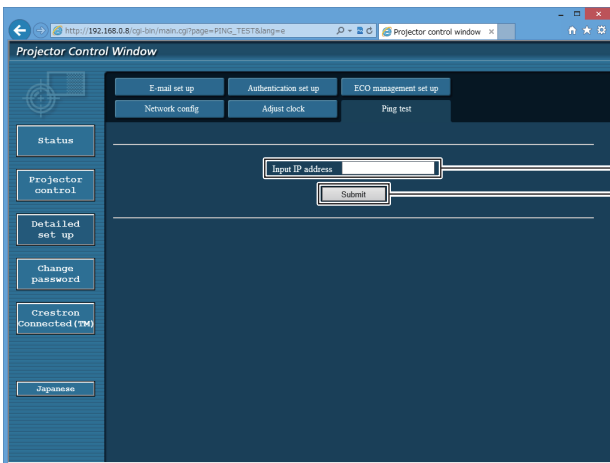 http://192.168.0.8/cgi-bin/main.cgi?page=PING_TEST&lang=e
Projector control window
Projector Control Window
E-mail set up
Authentication set up
ECO management set up
Network config
Adjust clock
Ping test
Status
Projector
control
Detailed
set up
Change
password
Crestron
Connected(TM)
Japanese
Input IP address
Submit